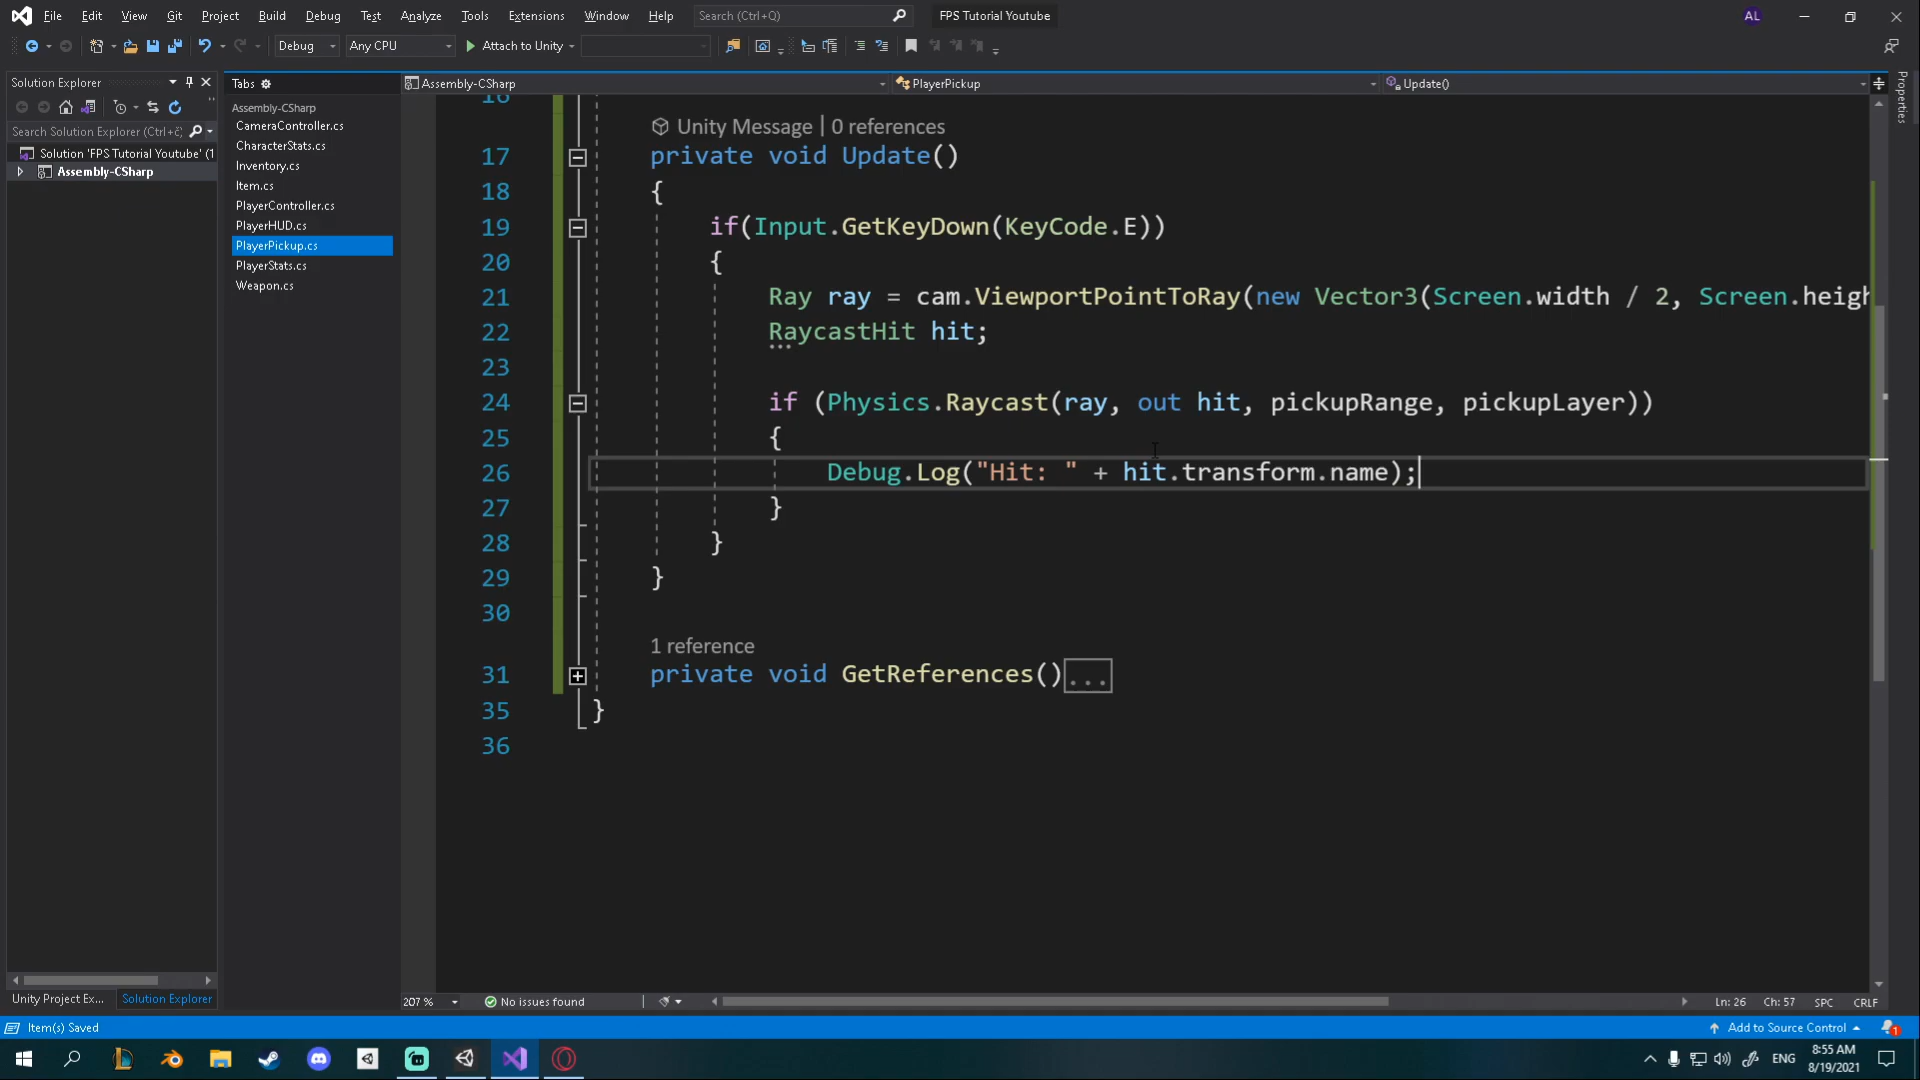 File Edit View Git Project Build Debug Test Analyze Tools Extensions Window Help Search (Ctrl+Q) FPS Tutorial Youtube AL
Debug Any CPU Attach to Unity
Solution Explorer
Search Solution Explorer (Ctrl+č)
Solution 'FPS Tutorial Youtube' (1
Assembly-CSharp
Tabs
Assembly-CSharp
CameraController.cs
CharacterStats.cs
Inventory.cs
Item.cs
PlayerController.cs
PlayerHUD.cs
PlayerPickup.cs
PlayerStats.cs
Weapon.cs
Assembly-CSharp PlayerPickup Update()
Properties
16
Unity Message | 0 references
17 private void Update()
18 {
19 if(Input.GetKeyDown(KeyCode.E))
20 {
21 Ray ray = cam.ViewportPointToRay(new Vector3(Screen.width / 2, Screen.heigh
22 RaycastHit hit;
23
24 if (Physics.Raycast(ray, out hit, pickupRange, pickupLayer))
25 {
26 Debug.Log("Hit: " + hit.transform.name);
27 }
28 }
29 }
30
1 reference
31 private void GetReferences()...
35 }
36
Unity Project Ex... Solution Explorer
207 % No issues found Ln: 26 Ch: 57 SPC CRLF
Item(s) Saved Add to Source Control 1
ENG 8:55 AM
8/19/2021